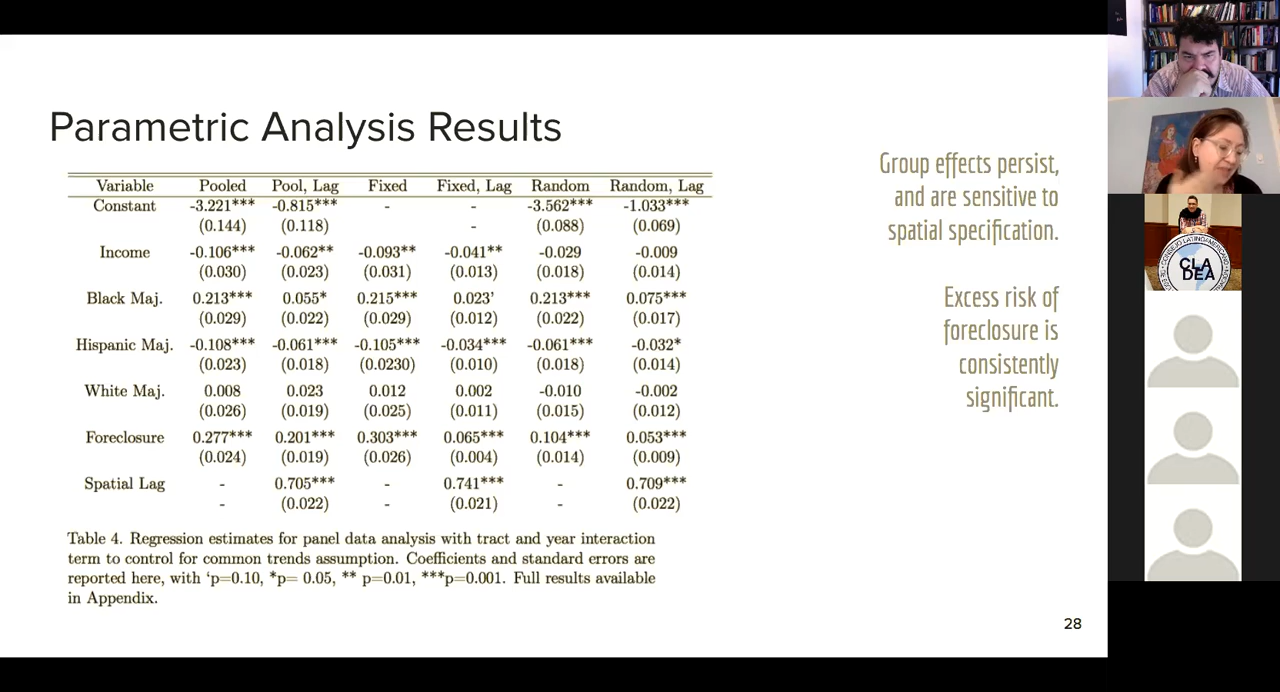 Parametric Analysis Results
Variable Pooled Pool, Lag Fixed Fixed, Lag Random Random, Lag
Constant -3.221*** -0.815*** - - -3.562*** -1.033***
(0.144) (0.118) - (0.088) (0.069)
Income -0.106*** -0.062** -0.093** -0.041** -0.029 -0.009
(0.030) (0.023) (0.031) (0.013) (0.018) (0.014)
Black Maj. 0.213*** 0.055* 0.215*** 0.023’ 0.213*** 0.075***
(0.029) (0.022) (0.029) (0.012) (0.022) (0.017)
Hispanic Maj. -0.108*** -0.061*** -0.105*** -0.034*** -0.061*** -0.032*
(0.023) (0.018) (0.0230) (0.010) (0.018) (0.014)
White Maj. 0.008 0.023 0.012 0.002 -0.010 -0.002
(0.026) (0.019) (0.025) (0.011) (0.015) (0.012)
Foreclosure 0.277*** 0.201*** 0.303*** 0.065*** 0.104*** 0.053***
(0.024) (0.019) (0.026) (0.004) (0.014) (0.009)
Spatial Lag - 0.705*** - 0.741*** - 0.709***
- (0.022) - (0.021) - (0.022)
Table 4. Regression estimates for panel data analysis with tract and year interaction
term to control for common trends assumption. Coefficients and standard errors are
reported here, with ‘p=0.10, *p= 0.05, ** p=0.01, ***p=0.001. Full results available
in Appendix.
Group effects persist,
and are sensitive to
spatial specification.
Excess risk of
foreclosure is
consistently
significant.
28
CLA
DEA